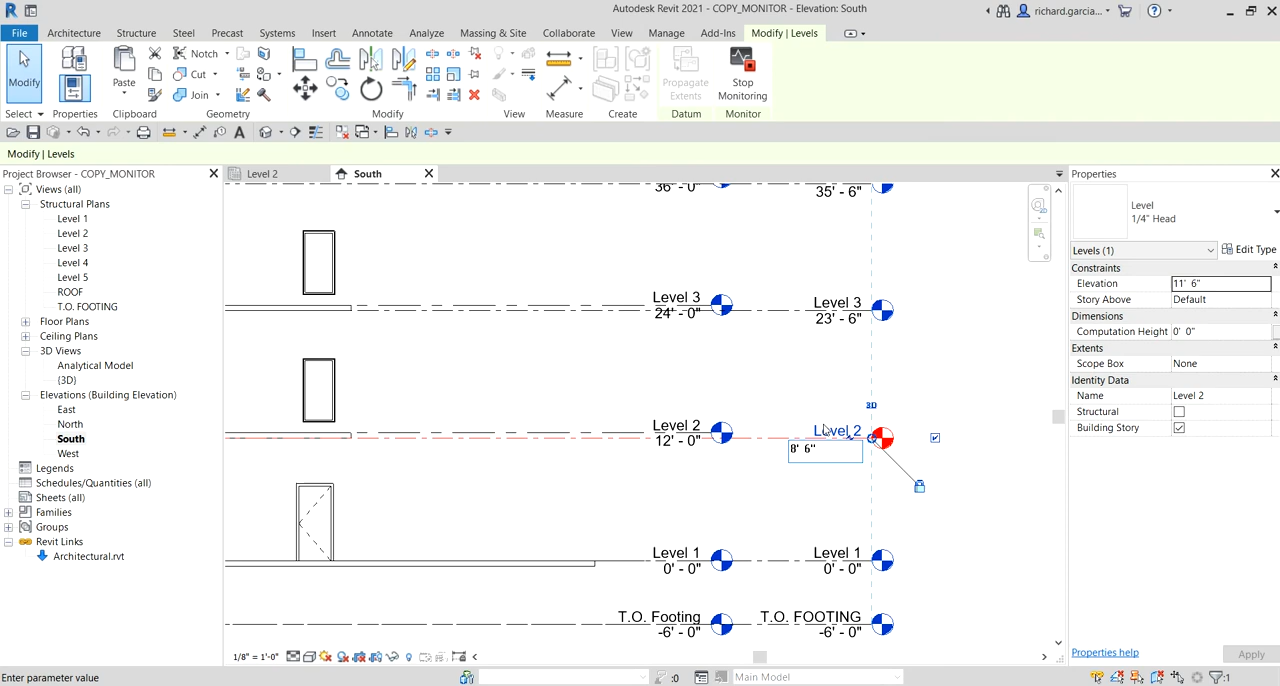 Autodesk Revit 2021 - COPY_MONITOR - Elevation: South
richard.garcia...
File Architecture Structure Steel Precast Systems Insert Annotate Analyze Massing & Site Collaborate View Manage Add-Ins Modify | Levels
Modify
Paste
Notch
Cut
Join
Propagate Extents
Stop Monitoring
Select Properties Clipboard Geometry Modify View Measure Create Datum Monitor
Modify | Levels
Project Browser - COPY_MONITOR
Views (all)
Structural Plans
Level 1
Level 2
Level 3
Level 4
Level 5
ROOF
T.O. FOOTING
Floor Plans
Ceiling Plans
3D Views
Analytical Model
{3D}
Elevations (Building Elevation)
East
North
South
West
Legends
Schedules/Quantities (all)
Sheets (all)
Families
Groups
Revit Links
Architectural.rvt
Level 2
South
36' - 0"
35' - 6"
Level 3
24' - 0"
Level 3
23' - 6"
3D
Level 2
12' - 0"
Level 2
8' 6"
Level 1
0' - 0"
Level 1
0' - 0"
T.O. Footing
-6' - 0"
T.O. FOOTING
-6' - 0"
1/8" = 1'-0"
Properties
Level
1/4" Head
Levels (1)
Edit Type
Constraints
Elevation 11' 6"
Story Above Default
Dimensions
Computation Height 0' 0"
Extents
Scope Box None
Identity Data
Name Level 2
Structural
Building Story
Properties help
Apply
Enter parameter value
:0
Main Model
:1